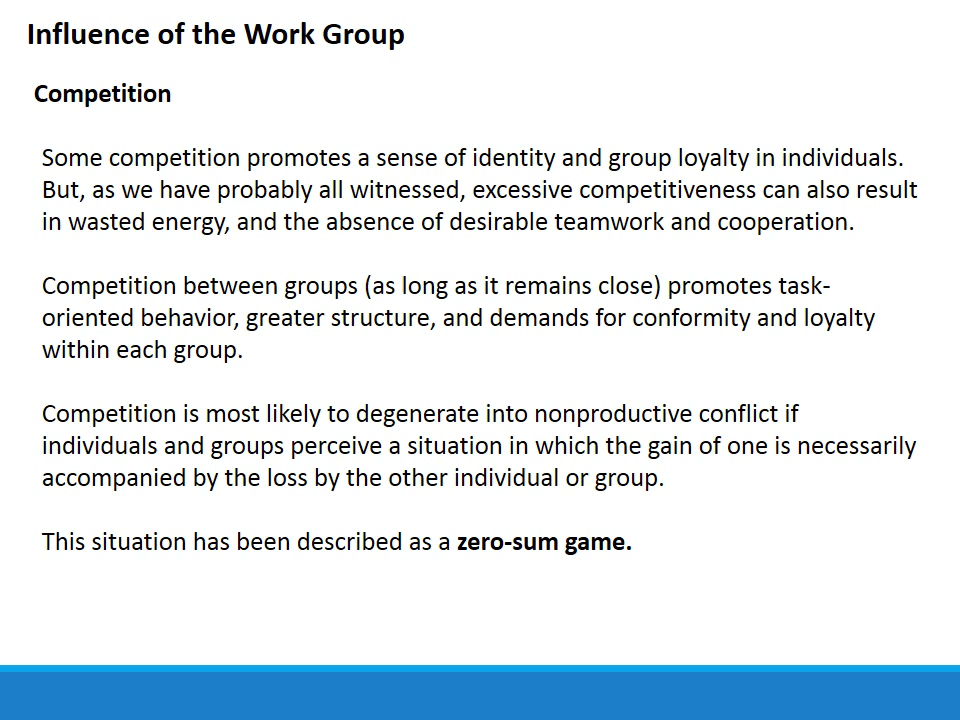 Influence of the Work Group
Competition
Some competition promotes a sense of identity and group loyalty in individuals.
But, as we have probably all witnessed, excessive competitiveness can also result
in wasted energy, and the absence of desirable teamwork and cooperation.
Competition between groups (as long as it remains close) promotes task-
oriented behavior, greater structure, and demands for conformity and loyalty
within each group.
Competition is most likely to degenerate into nonproductive conflict if
individuals and groups perceive a situation in which the gain of one is necessarily
accompanied by the loss by the other individual or group.
This situation has been described as a zero-sum game.